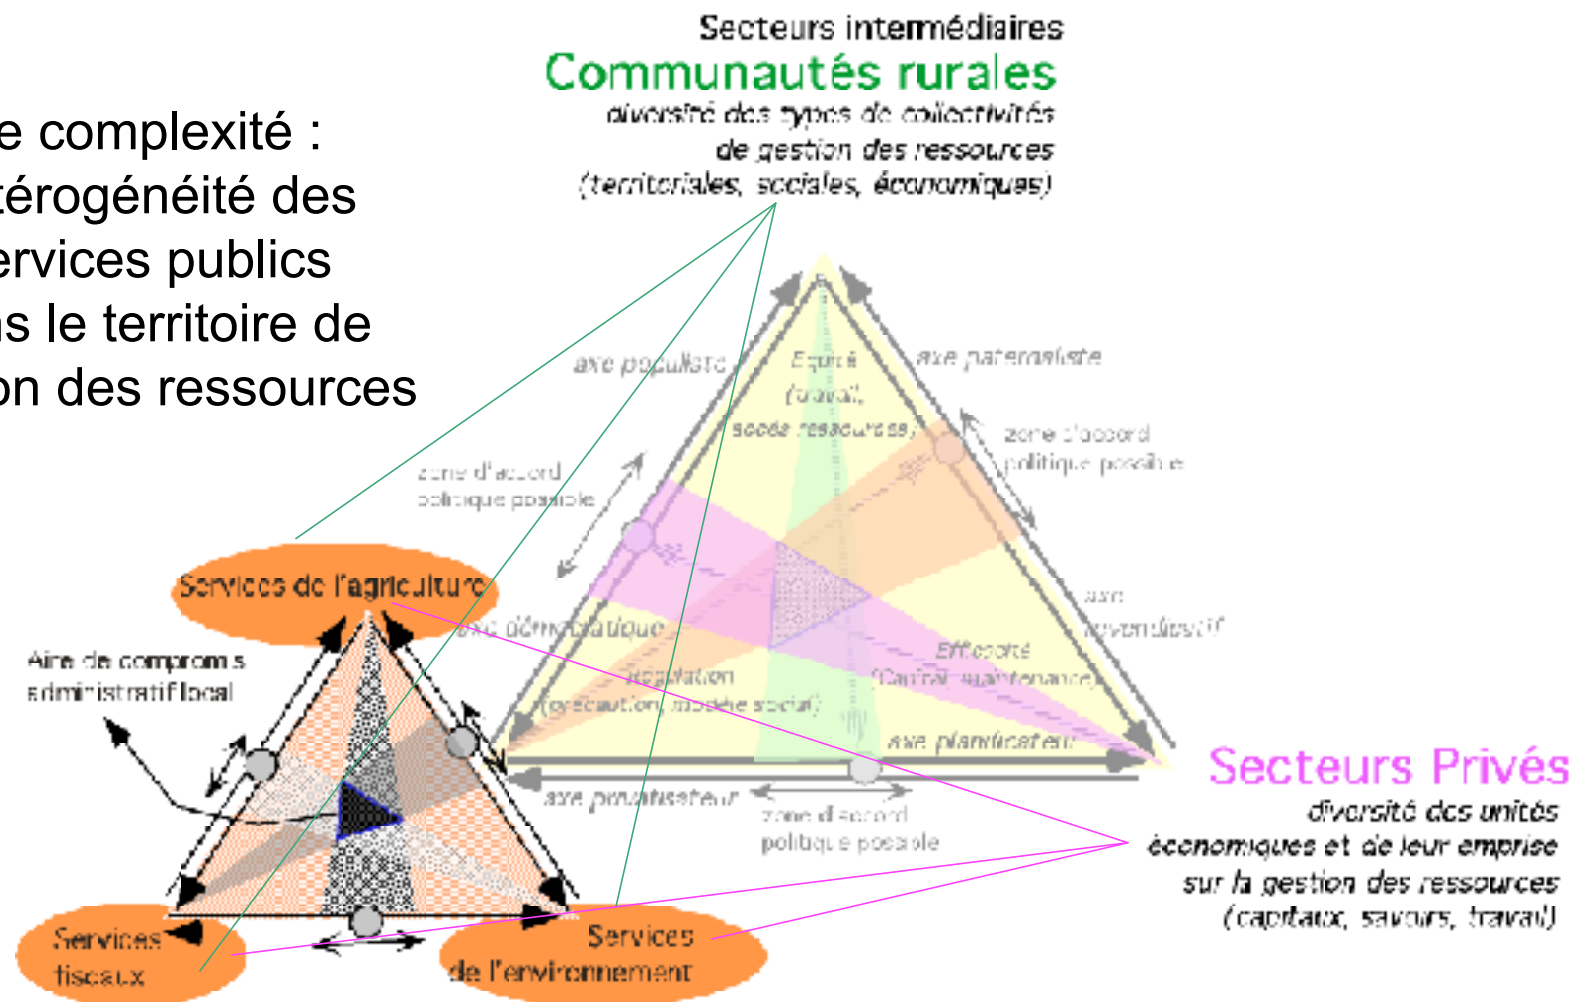 Secteurs intermédiaires
Communautés rurales
diversité des types de collectivités
de gestion des ressources
(territoriales, sociales, économiques)
e complexité :
térogénéité des
ervices publics
ns le territoire de
on des ressources
axe populiste
Equité
(travail,
accès ressources)
axe paternaliste
zone d'accord
politique possible
zone d'accord
politique possible
Services de l'agriculture
axe démocratique
axe
revendicatif
Efficacité
(Capital, maintenance)
Régulation
(précaution, modèle social)
Aire de compromis
administratif local
axe planificateur
axe privatisateur
zone d'accord
politique possible
Secteurs Privés
diversité des unités
économiques et de leur emprise
sur la gestion des ressources
(capitaux, savoirs, travail)
Services
fiscaux
Services
de l'environnement